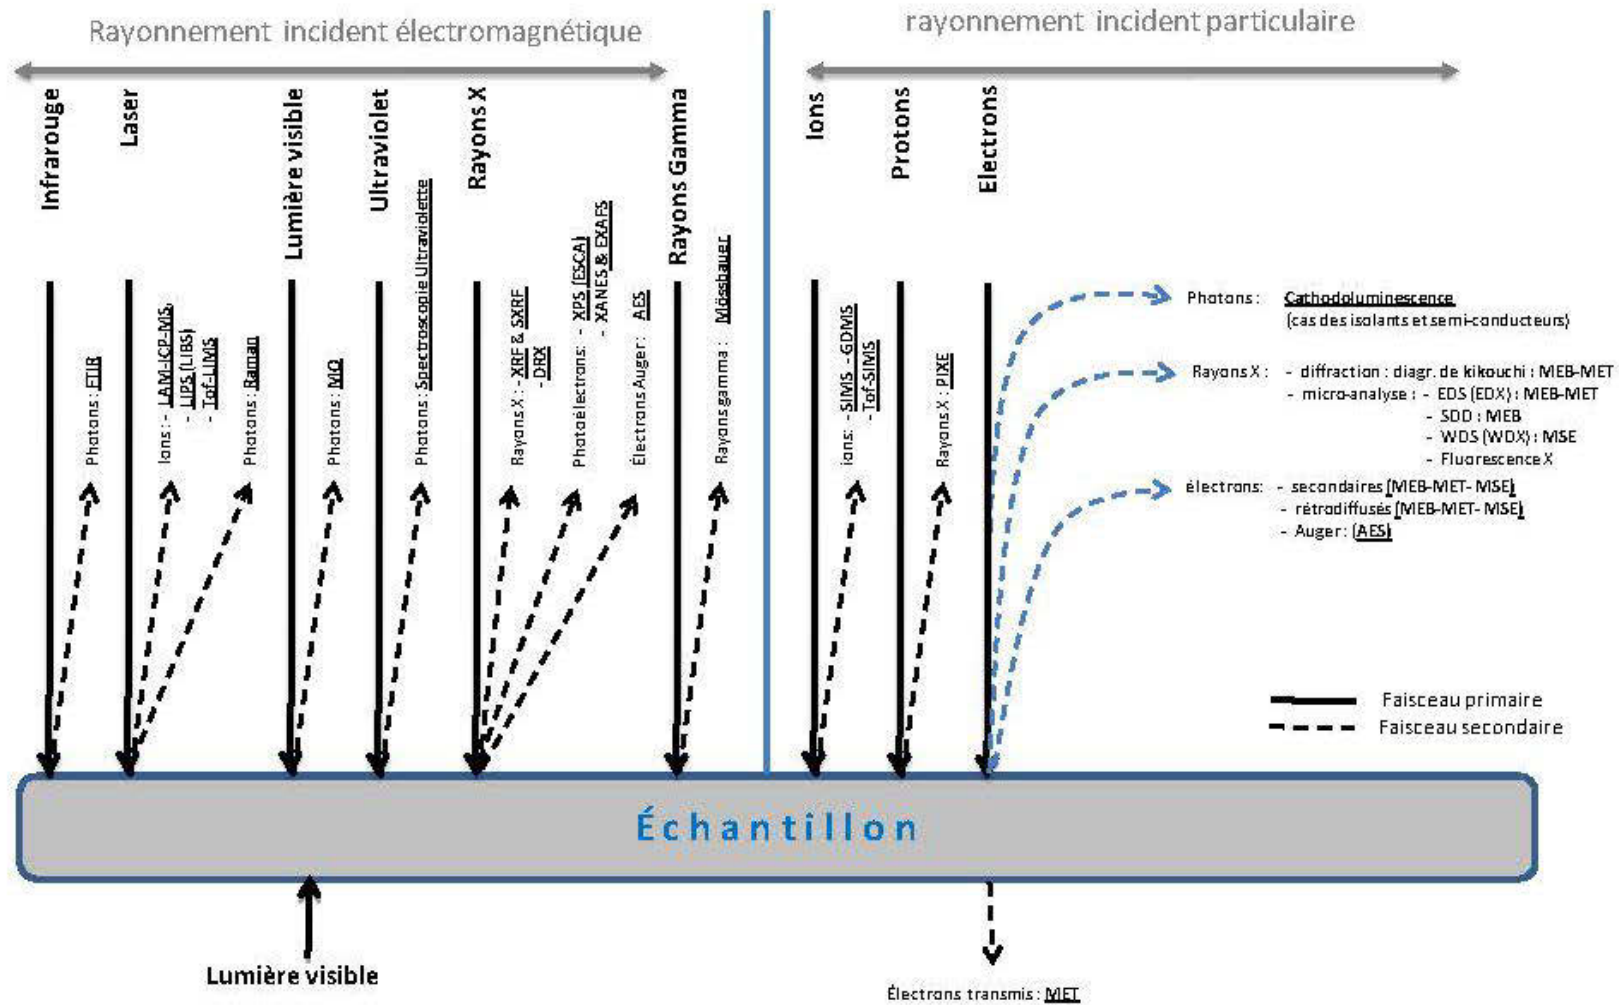 Rayonnement incident électromagnétique
rayonnement incident particulaire
Infrarouge
Laser
Lumière visible
Ultraviolet
Rayons X
Rayons Gamma
Ions
Protons
Electrons
Photons : FTIR
Ions : - LAM-ICP-MS,
- LIPS (LIBS)
- Tof-LIMS
Photons : Raman
Photons : MO
Photons : Spectroscopie Ultraviolette
Rayons X : - XRF & SXRF
- DRX
Photoélectrons: - XPS (ESCA)
- XANES & EXAFS
Électrons Auger : AES
Rayons gamma : Mössbauer
ions: - SIMS - GDMS
- Tof-SIMS
Rayons X : PIXE
Photons : Cathodoluminescence
(cas des isolants et semi-conducteurs)
Rayons X : - diffraction : diagr. de kikouchi : MEB-MET
- micro-analyse : - EDS (EDX) : MEB-MET
- SDD : MEB
- WDS (WDX) : MSE
- Fluorescence X
électrons: - secondaires (MEB-MET- MSE)
- rétrodiffusés (MEB-MET- MSE)
- Auger : (AES)
Faisceau primaire
Faisceau secondaire
Échantillon
Lumière visible
Électrons transmis : MET